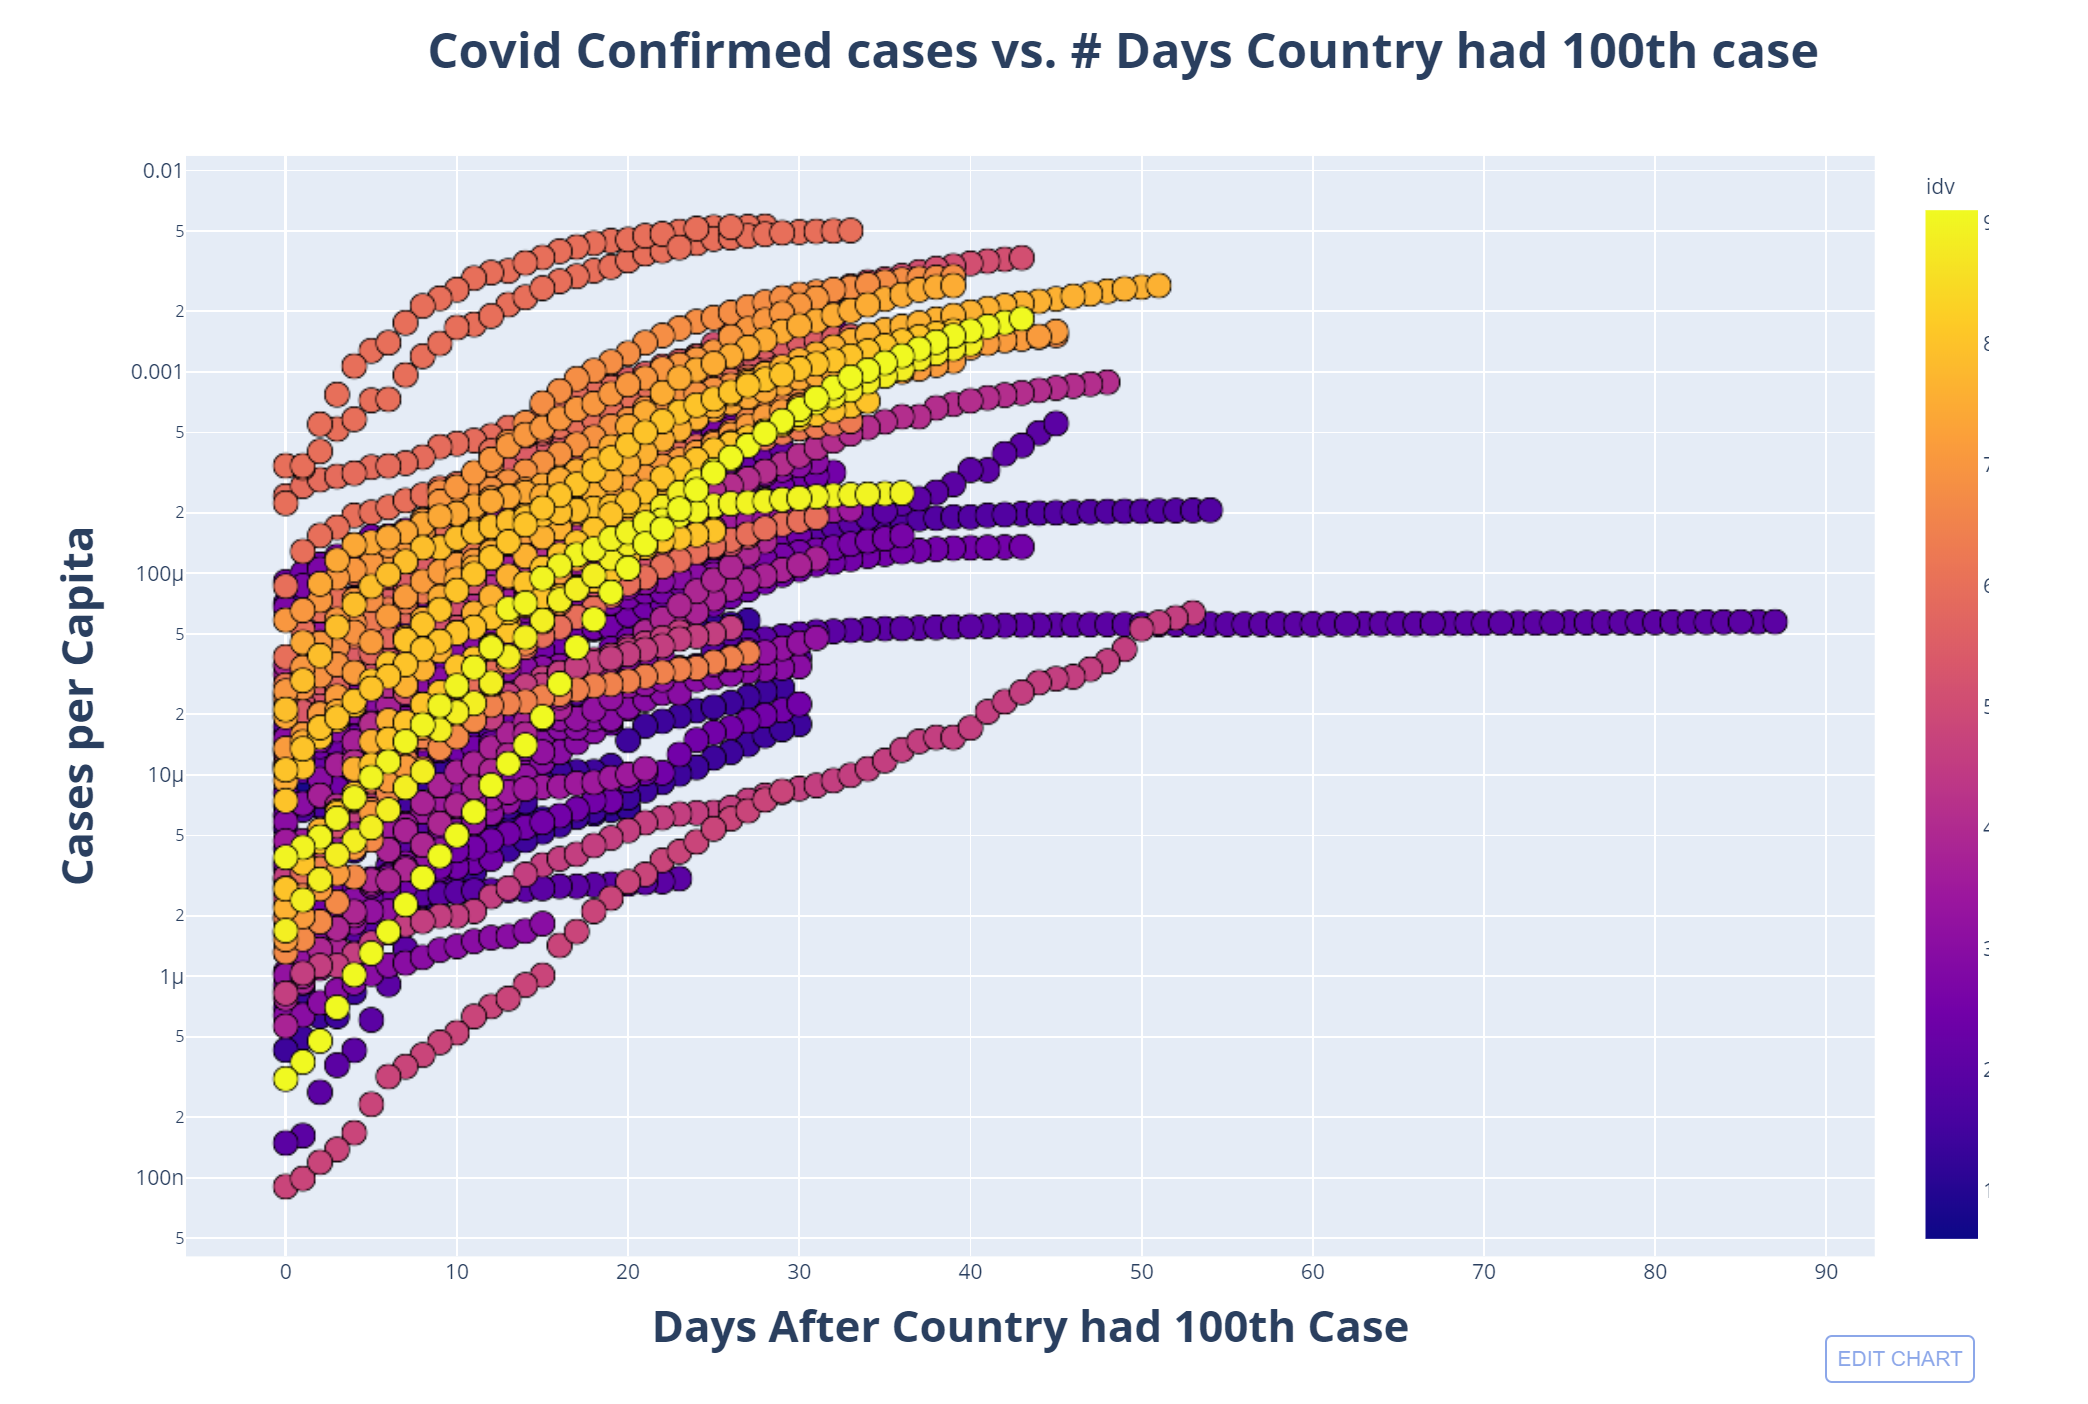 Covid Confirmed cases vs. # Days Country had 100th case
0.01
5
2
0.001
5
2
100µ
5
2
10µ
5
2
1µ
5
2
100n
5
Cases per Capita
0 10 20 30 40 50 60 70 80 90
Days After Country had 100th Case
idv
EDIT CHART